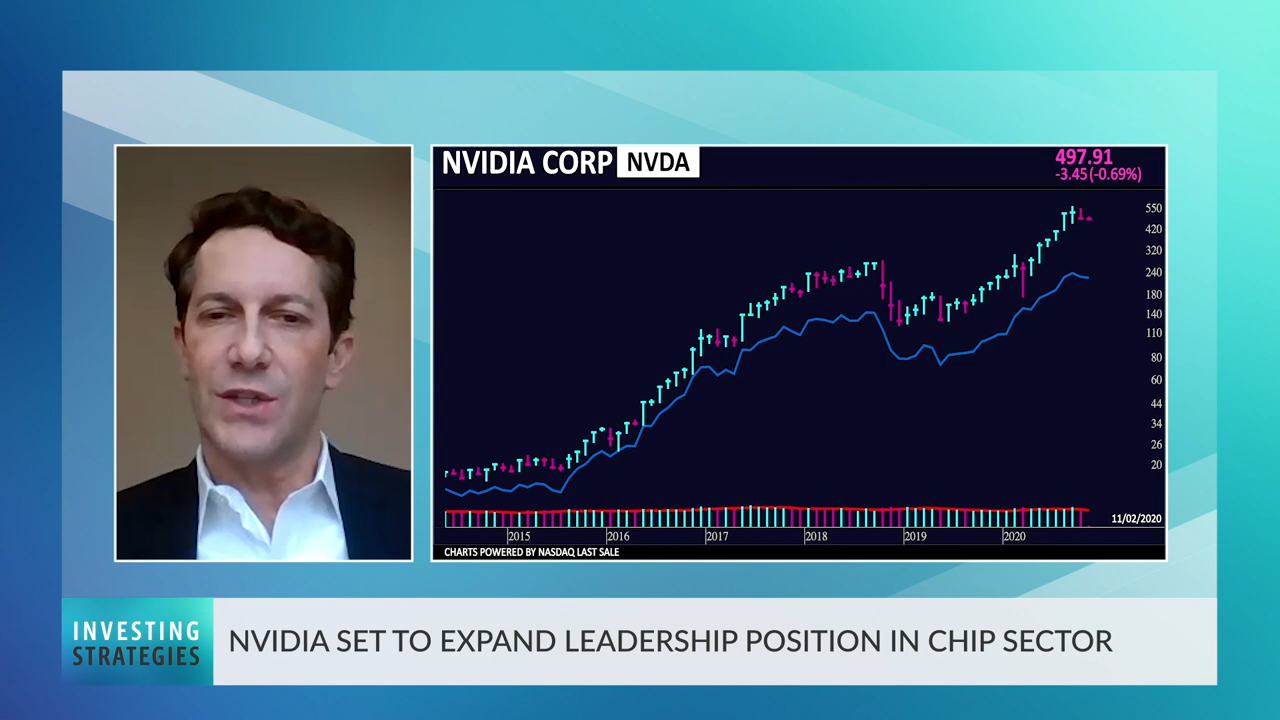 NVIDIA CORP NVDA
497.91
-3.45(-0.69%)
550
420
320
240
180
140
110
80
60
44
34
26
20
11/02/2020
2015 2016 2017 2018 2019 2020
CHARTS POWERED BY NASDAQ LAST SALE
INVESTING
STRATEGIES
NVIDIA SET TO EXPAND LEADERSHIP POSITION IN CHIP SECTOR